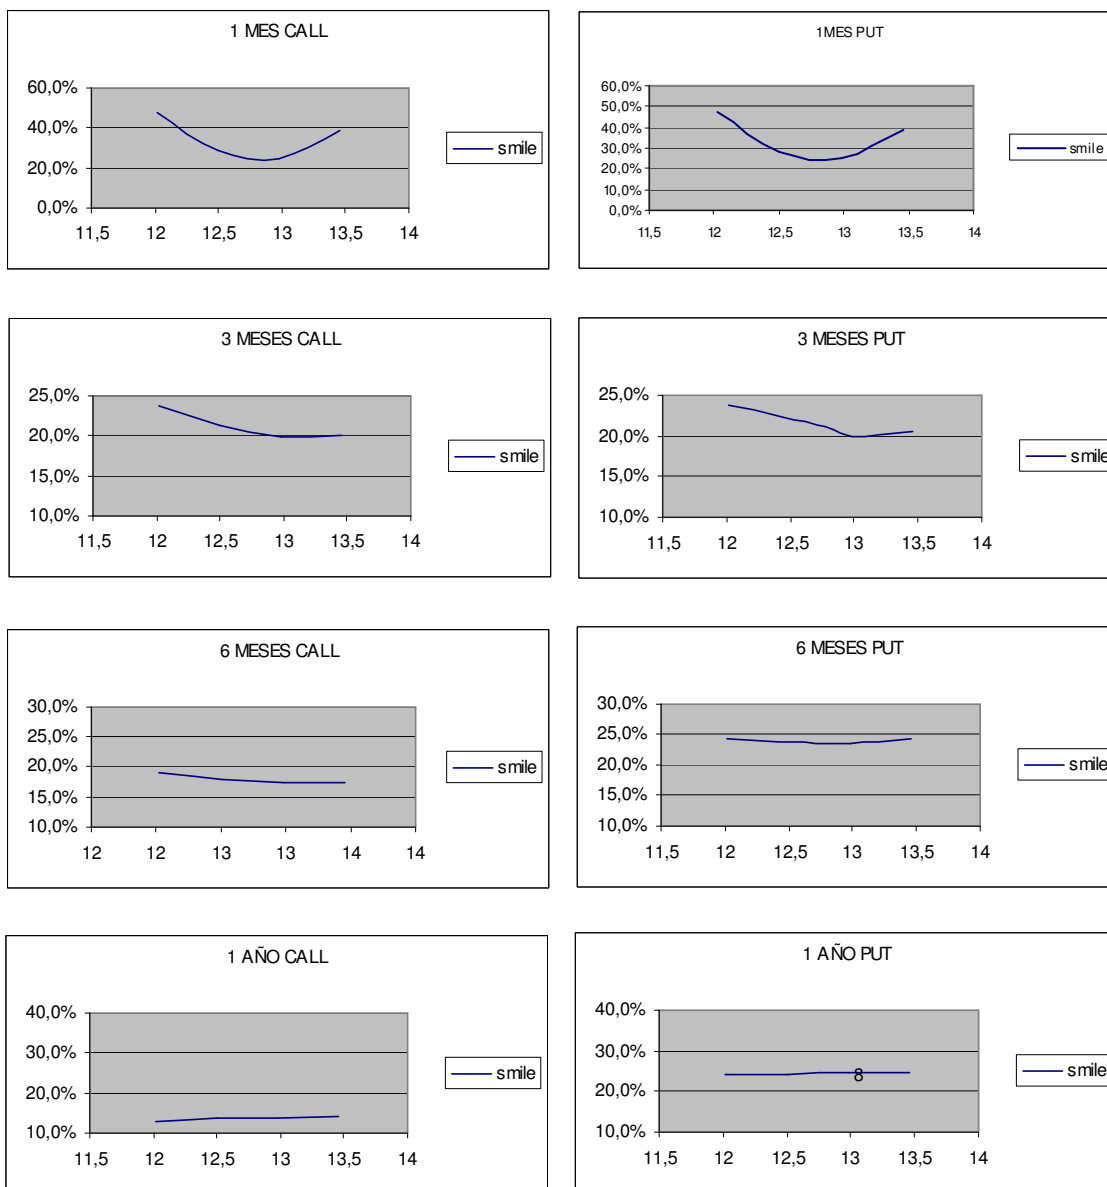 1 MES CALL
60,0%
40,0%
20,0%
0,0%
11,5 12 12,5 13 13,5 14
smile
1MES PUT
60,0%
50,0%
40,0%
30,0%
20,0%
10,0%
0,0%
11,5 12 12,5 13 13,5 14
smile
3 MESES CALL
25,0%
20,0%
15,0%
10,0%
11,5 12 12,5 13 13,5 14
smile
3 MESES PUT
25,0%
20,0%
15,0%
10,0%
11,5 12 12,5 13 13,5 14
smile
6 MESES CALL
30,0%
25,0%
20,0%
15,0%
10,0%
12 12 13 13 14 14
smile
6 MESES PUT
30,0%
25,0%
20,0%
15,0%
10,0%
11,5 12 12,5 13 13,5 14
smile
1 AÑO CALL
40,0%
30,0%
20,0%
10,0%
11,5 12 12,5 13 13,5 14
smile
1 AÑO PUT
40,0%
30,0%
20,0%
10,0%
8
8
11,5 12 12,5 13 13,5 14
smile